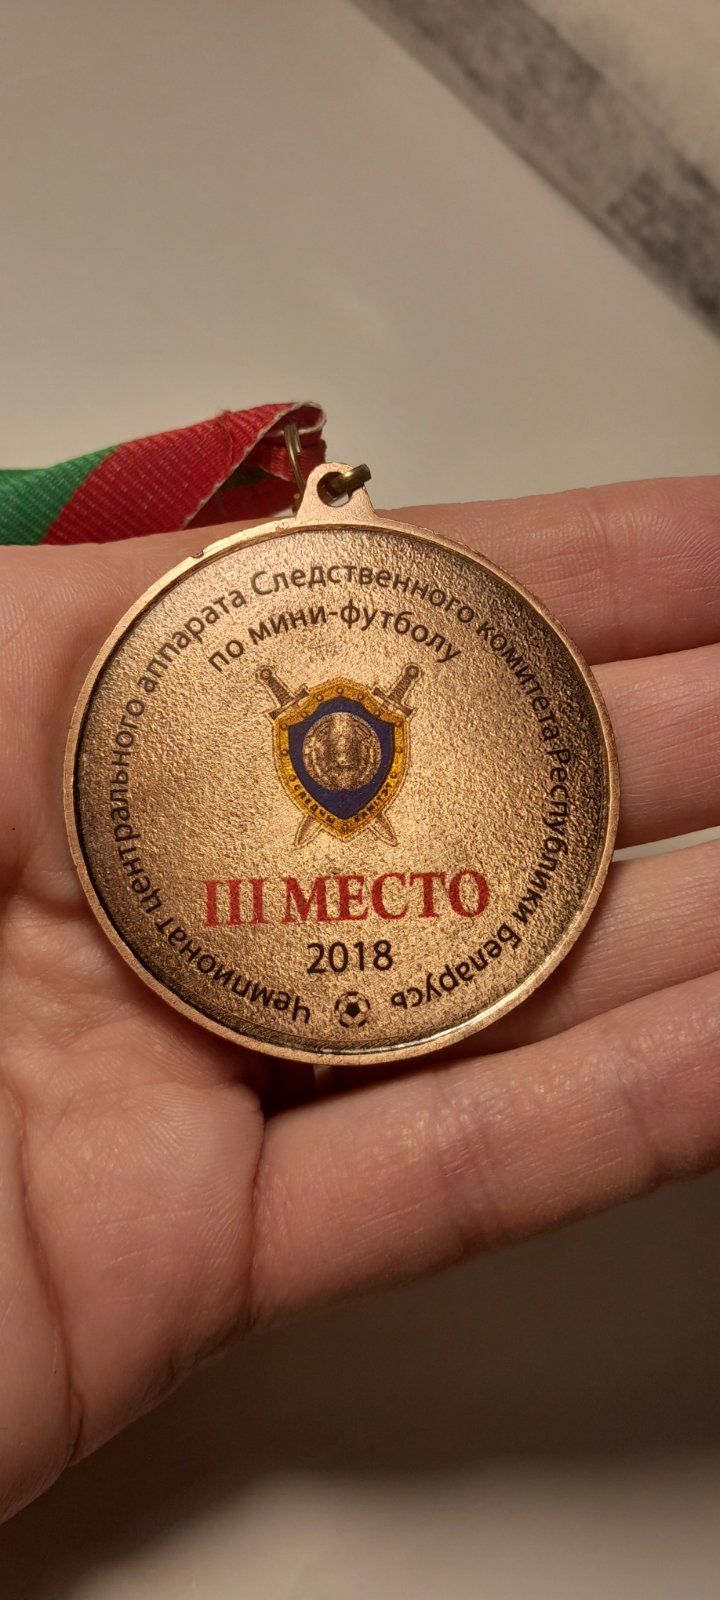 Чемпионат центрального аппарата Следственного комитета Республики Беларусь
по мини-футболу
III МЕСТО
2018